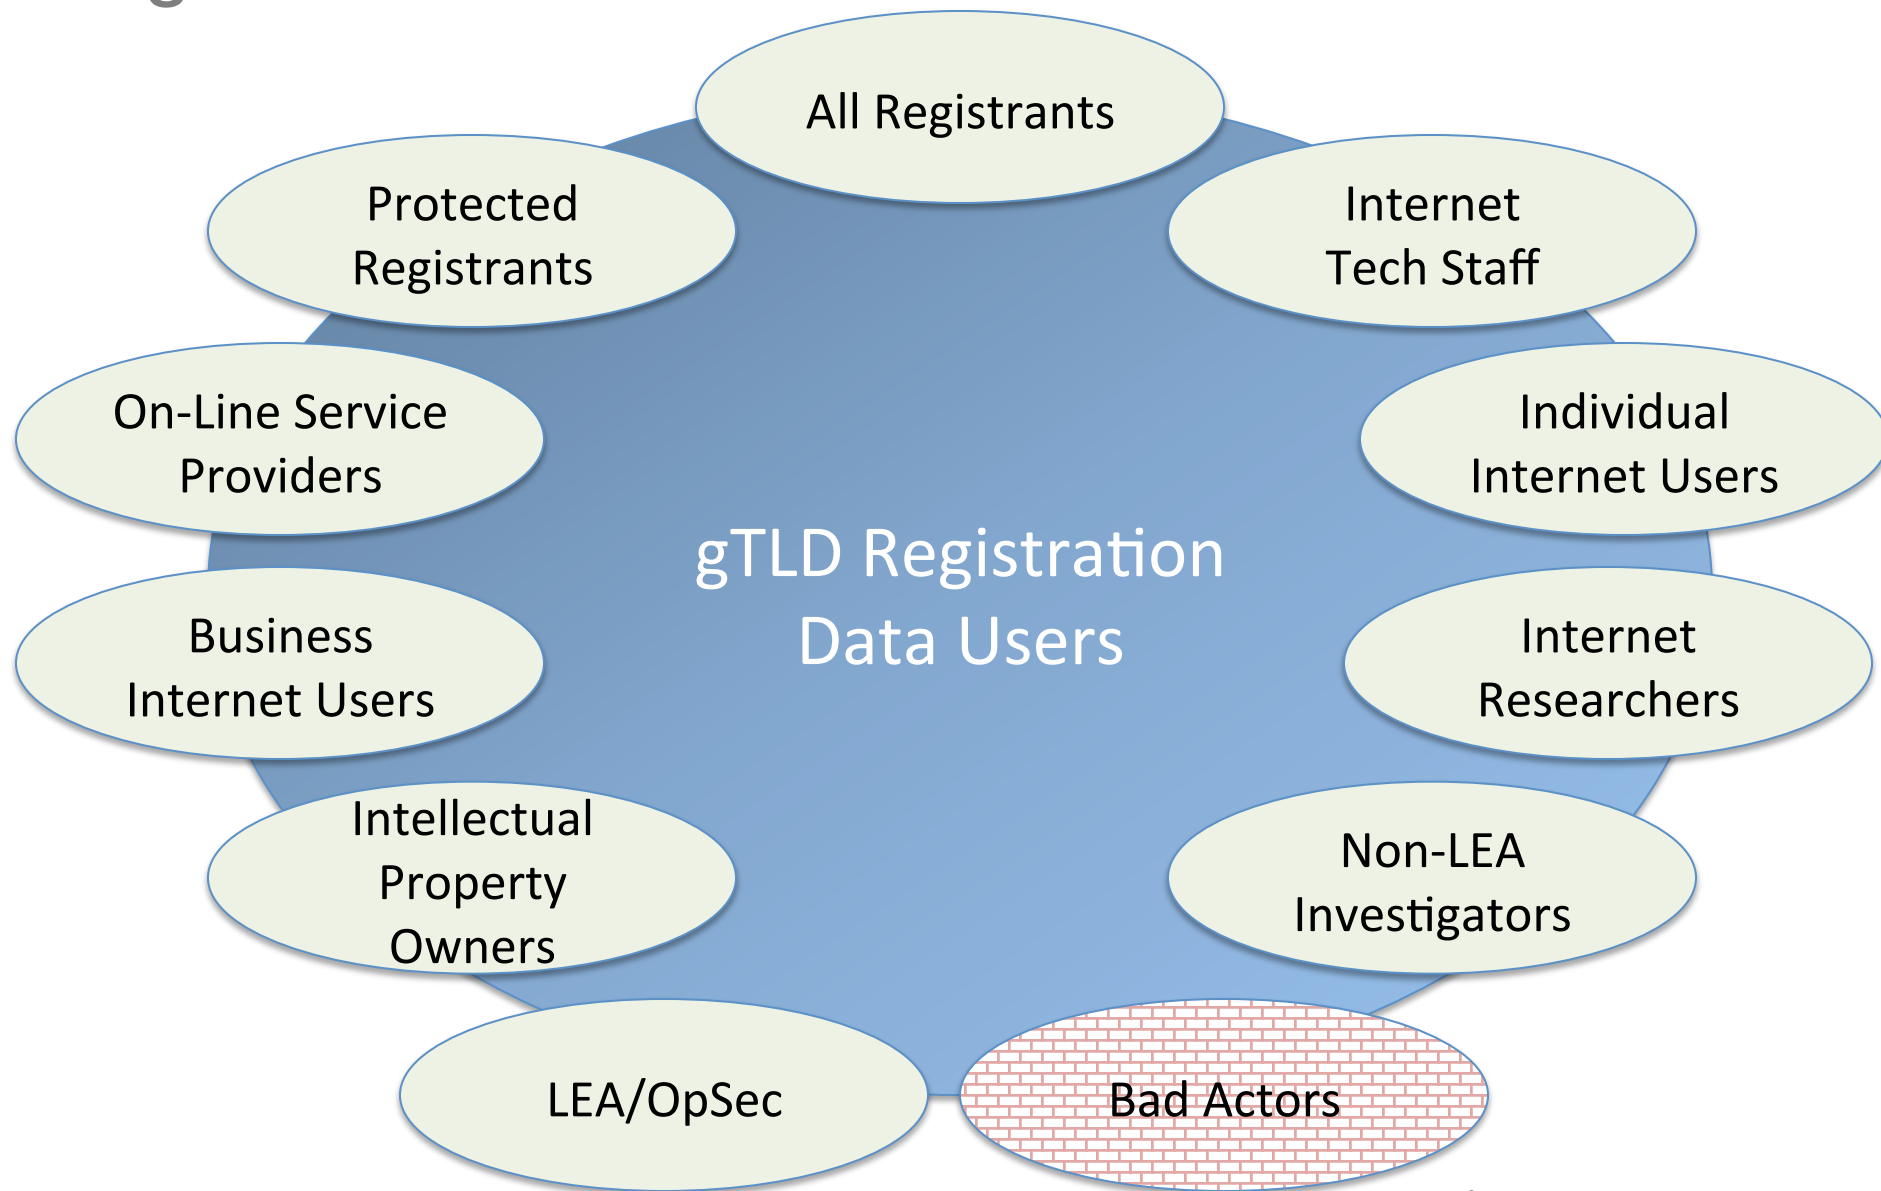 All Registrants
Protected
Registrants
Internet
Tech Staff
On-Line Service
Providers
Individual
Internet Users
gTLD Registration
Data Users
Business
Internet Users
Internet
Researchers
Intellectual
Property
Owners
Non-LEA
Investigators
LEA/OpSec
Bad Actors